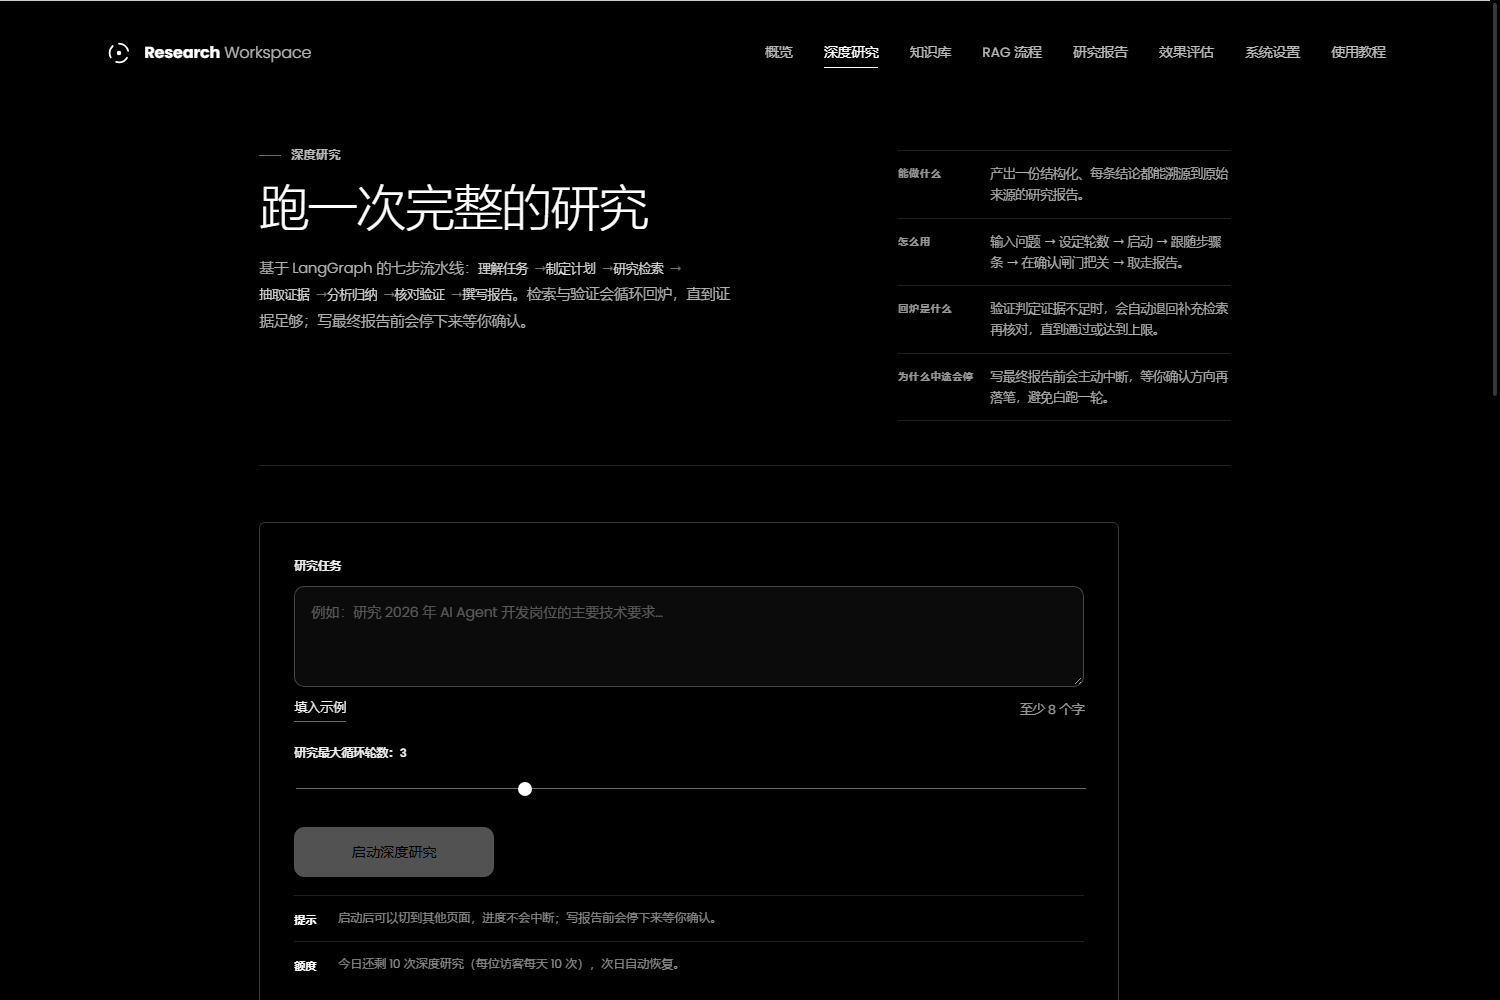 Research Workspace
概览 深度研究 知识库 RAG 流程 研究报告 效果评估 系统设置 使用教程
深度研究
跑一次完整的研究
基于 LangGraph 的七步流水线：理解任务 →制定计划 →研究检索 →
抽取证据 →分析归纳 →核对验证 →撰写报告。检索与验证会循环回炉，直到证
据足够；写最终报告前会停下来等你确认。
能做什么 产出一份结构化、每条结论都能溯源到原始
来源的研究报告。
怎么用 输入问题 → 设定轮数 → 启动 → 跟随步骤
条 → 在确认闸门把关 → 取走报告。
回炉是什么 验证判定证据不足时，会自动退回补充检索
再核对，直到通过或达到上限。
为什么中途会停 写最终报告前会主动中断，等你确认方向再
落笔，避免白跑一轮。
研究任务
例如：研究 2026 年 AI Agent 开发岗位的主要技术要求…
填入示例 至少 8 个字
研究最大循环轮数：3
启动深度研究
提示 启动后可以切到其他页面，进度不会中断；写报告前会停下来等你确认。
额度 今日还剩 10 次深度研究（每位访客每天 10 次），次日自动恢复。